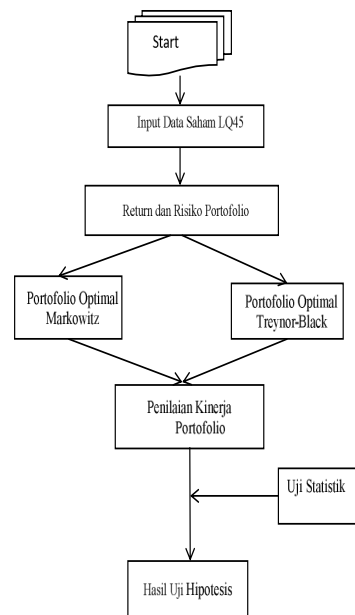 Start
Input Data Saham LQ45
Return dan Risiko Portofolio
Portofolio Optimal
Markowitz
Portofolio Optimal
Treynor-Black
Penilaian Kinerja
Portofolio
Uji Statistik
Hasil Uji Hipotesis